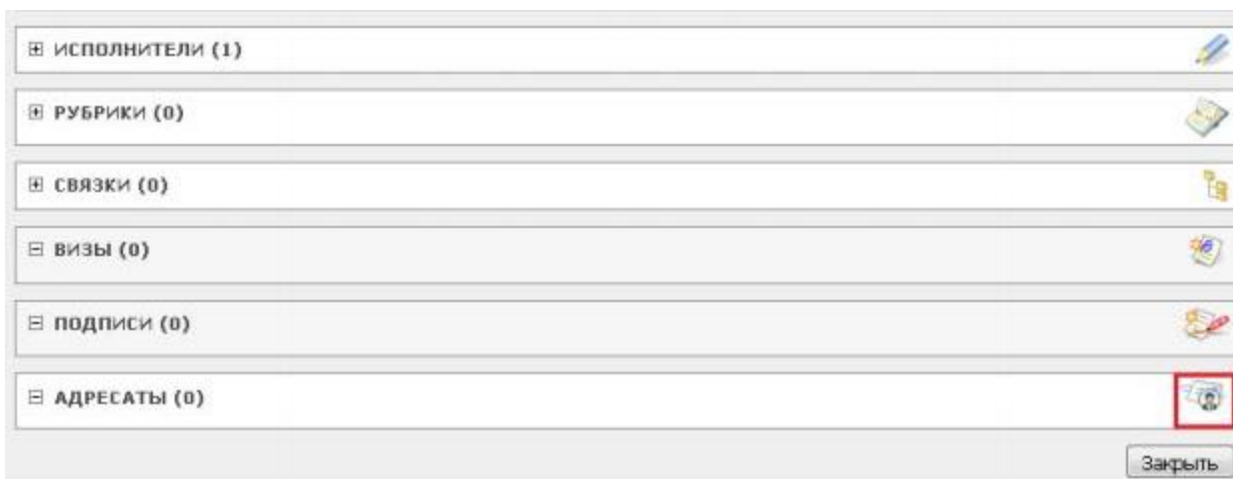 ИСПОЛНИТЕЛИ (1)
РУБРИКИ (0)
СВЯЗКИ (0)
ВИЗЫ (0)
ПОДПИСИ (0)
АДРЕСАТЫ (0)
Закрыть